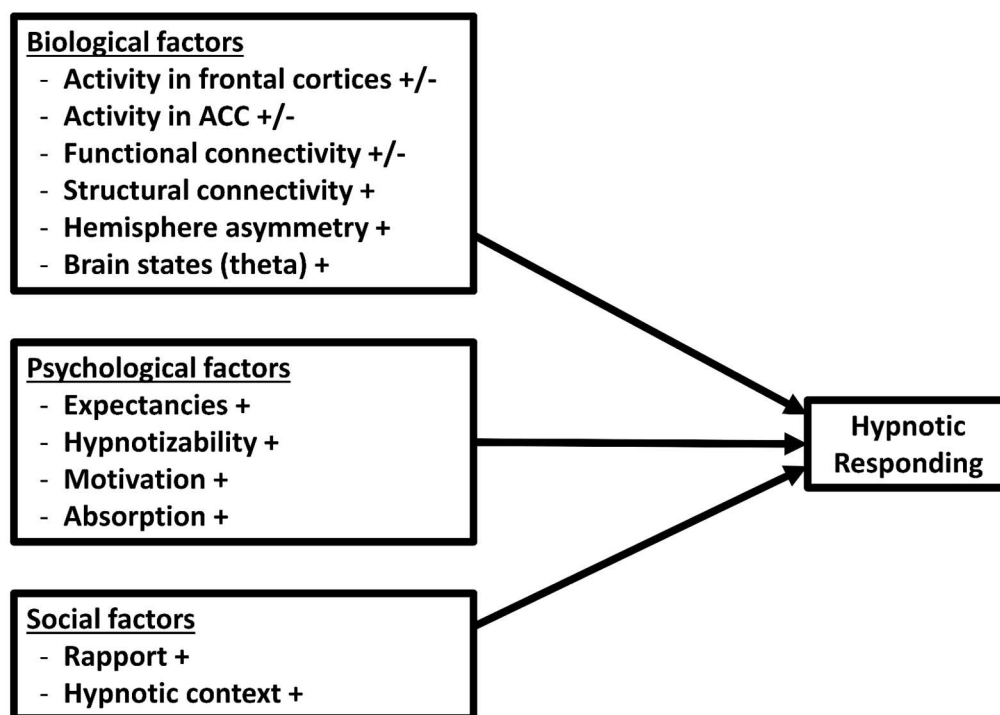 Biological factors
- Activity in frontal cortices +/-
- Activity in ACC +/-
- Functional connectivity +/-
- Structural connectivity +
- Hemisphere asymmetry +
- Brain states (theta) +
Psychological factors
- Expectancies +
- Hypnotizability +
- Motivation +
- Absorption +
Social factors
- Rapport +
- Hypnotic context +
Hypnotic
Responding